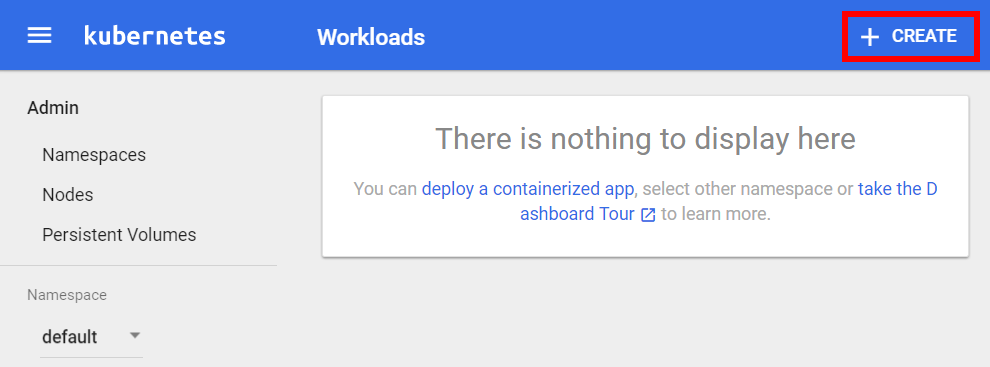 kubernetes
Workloads
+ CREATE
Admin
Namespaces
Nodes
Persistent Volumes
Namespace
default
There is nothing to display here
You can deploy a containerized app, select other namespace or take the D
ashboard Tour to learn more.